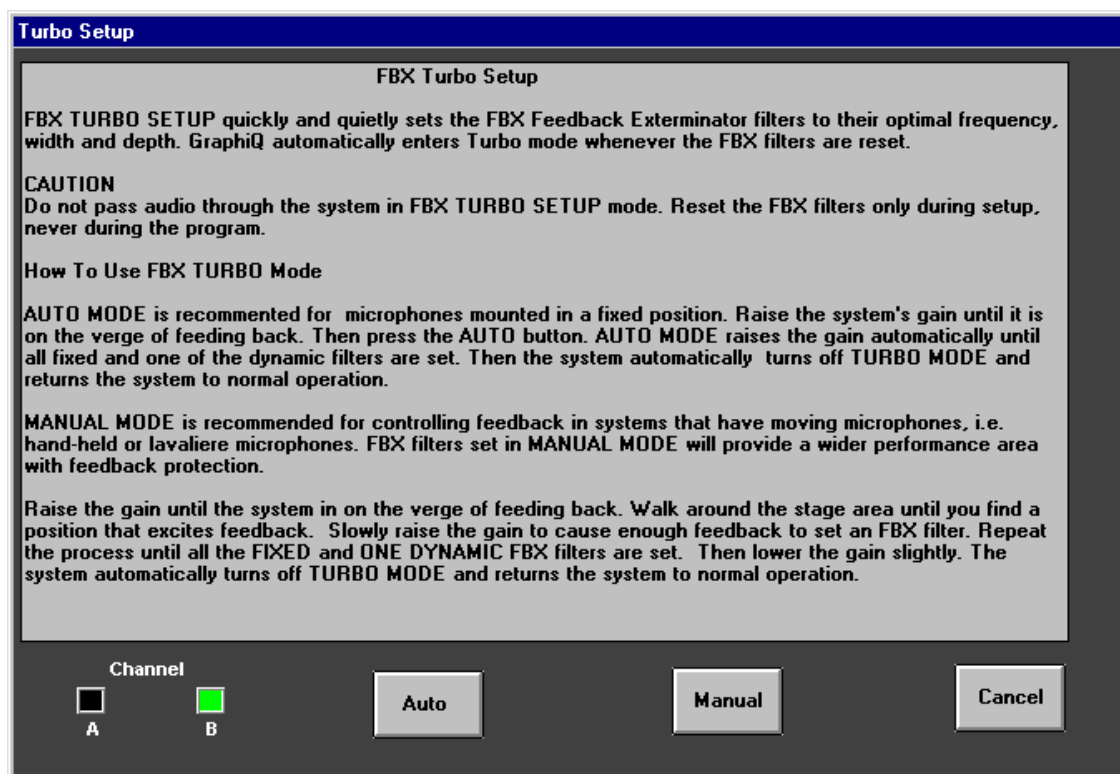 Turbo Setup
FBX Turbo Setup
FBX TURBO SETUP quickly and quietly sets the FBX Feedback Exterminator filters to their optimal frequency,
width and depth. GraphiQ automatically enters Turbo mode whenever the FBX filters are reset.
CAUTION
Do not pass audio through the system in FBX TURBO SETUP mode. Reset the FBX filters only during setup,
never during the program.
How To Use FBX TURBO Mode
AUTO MODE is recommented for  microphones mounted in a fixed position. Raise the system's gain until it is
on the verge of feeding back. Then press the AUTO button. AUTO MODE raises the gain automatically until
all fixed and one of the dynamic filters are set. Then the system automatically  turns off TURBO MODE and
returns the system to normal operation.
MANUAL MODE is recommended for controlling feedback in systems that have moving microphones, i.e.
hand-held or lavaliere microphones. FBX filters set in MANUAL MODE will provide a wider performance area
with feedback protection.
Raise the gain until the system in on the verge of feeding back. Walk around the stage area until you find a
position that excites feedback.  Slowly raise the gain to cause enough feedback to set an FBX filter. Repeat
the process until all the FIXED and ONE DYNAMIC FBX filters are set.  Then lower the gain slightly. The
system automatically turns off TURBO MODE and returns the system to normal operation.
Channel
A B
Auto
Manual
Cancel